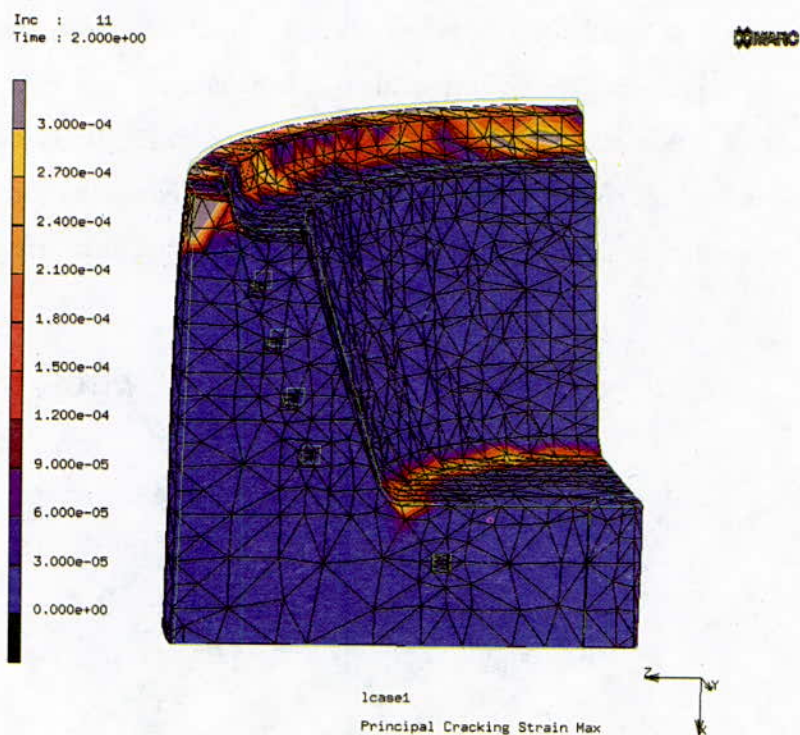 Inc : 11
Time : 2.000e+00
MARC
3.000e-04
2.700e-04
2.400e-04
2.100e-04
1.800e-04
1.500e-04
1.200e-04
9.000e-05
6.000e-05
3.000e-05
0.000e+00
Z
Y
X
lcase1
Principal Cracking Strain Max